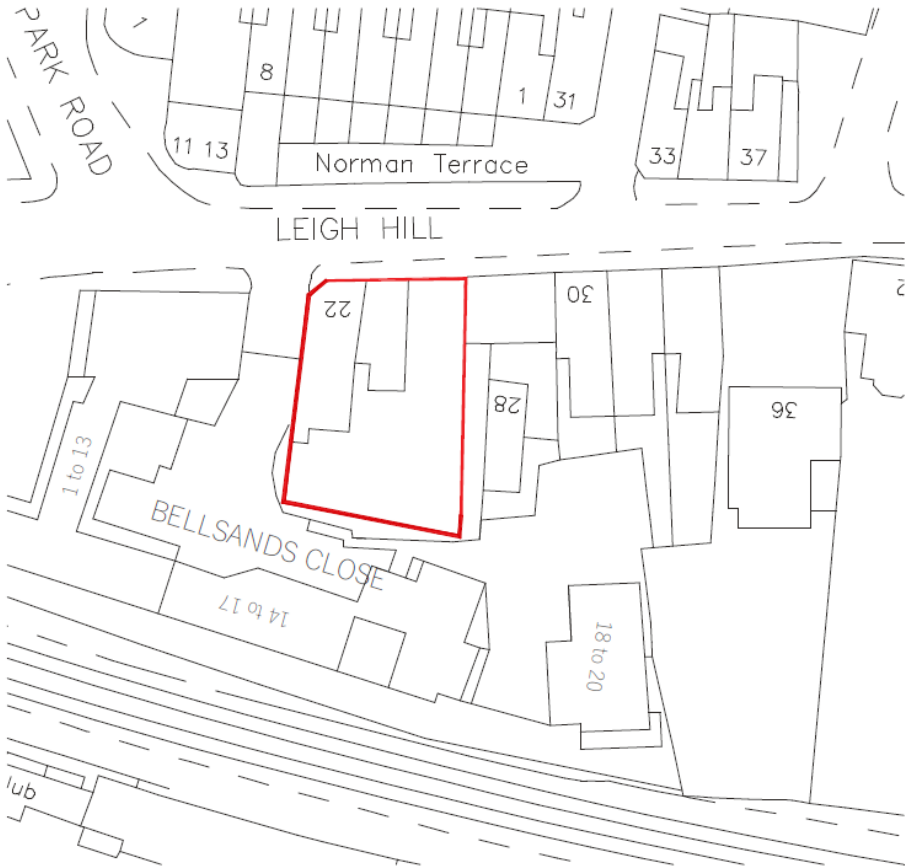 PARK ROAD
1
8
1
31
11 13
Norman Terrace
33
37
LEIGH HILL
22
30
28
36
1 to 13
BELLSANDS CLOSE
14 to 17
18 to 20